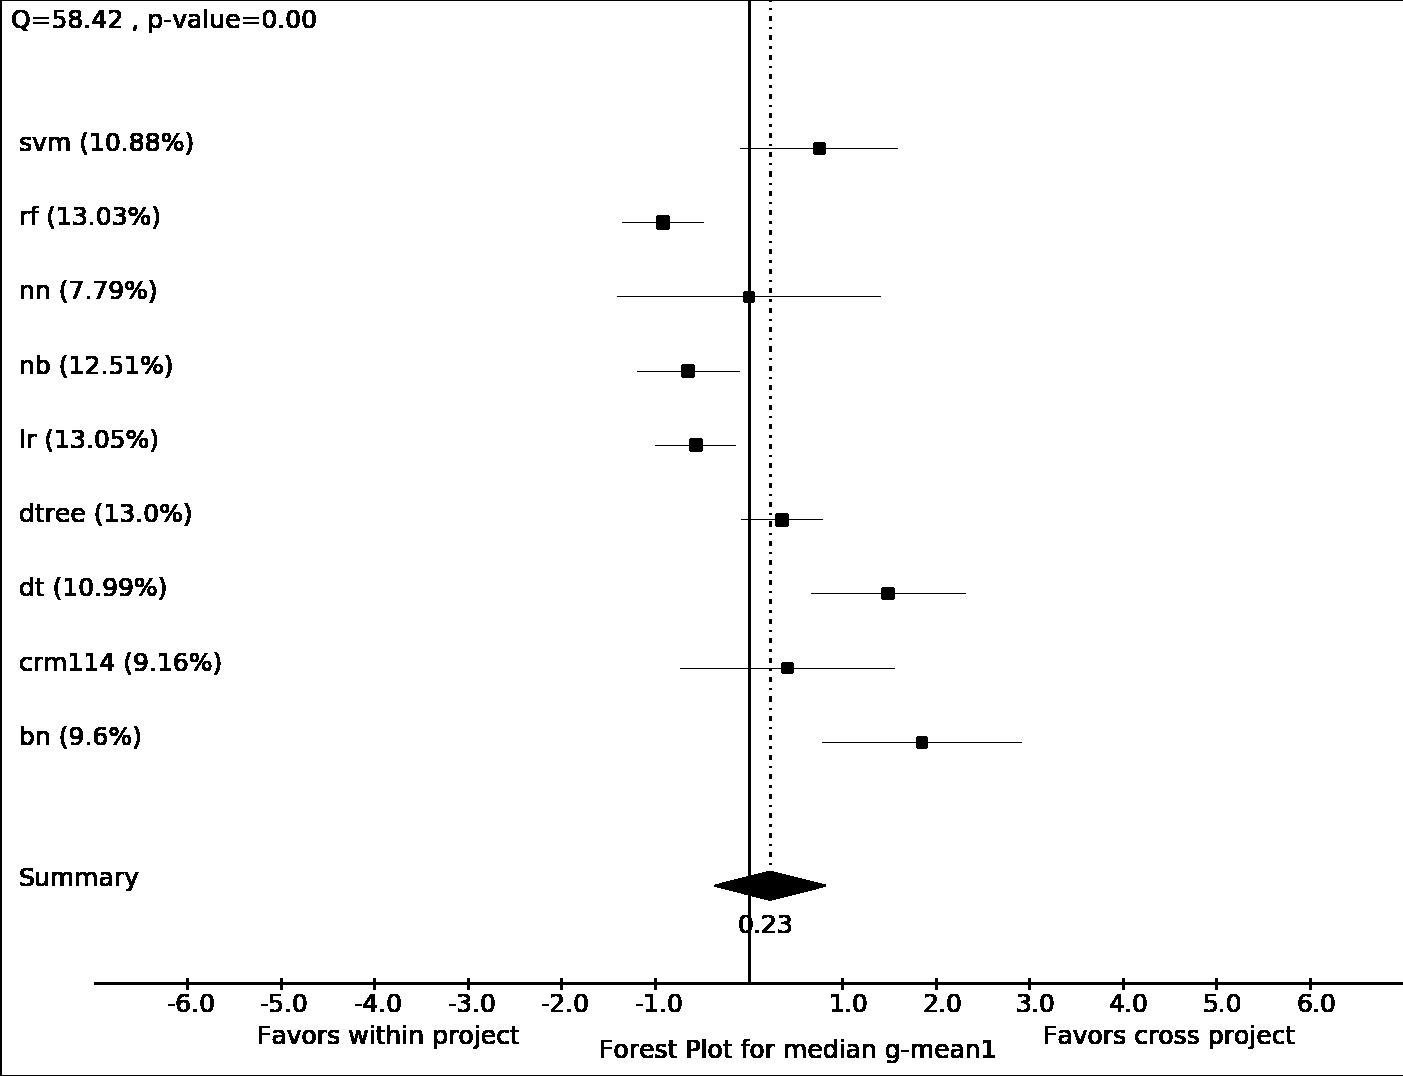 Q=58.42 , p-value=0.00
svm (10.88%)
rf (13.03%)
nn (7.79%)
nb (12.51%)
lr (13.05%)
dtree (13.0%)
dt (10.99%)
crm114 (9.16%)
bn (9.6%)
Summary
0.23
-6.0 -5.0 -4.0 -3.0 -2.0 -1.0 1.0 2.0 3.0 4.0 5.0 6.0
Favors within project Favors cross project
Forest Plot for median g-mean1